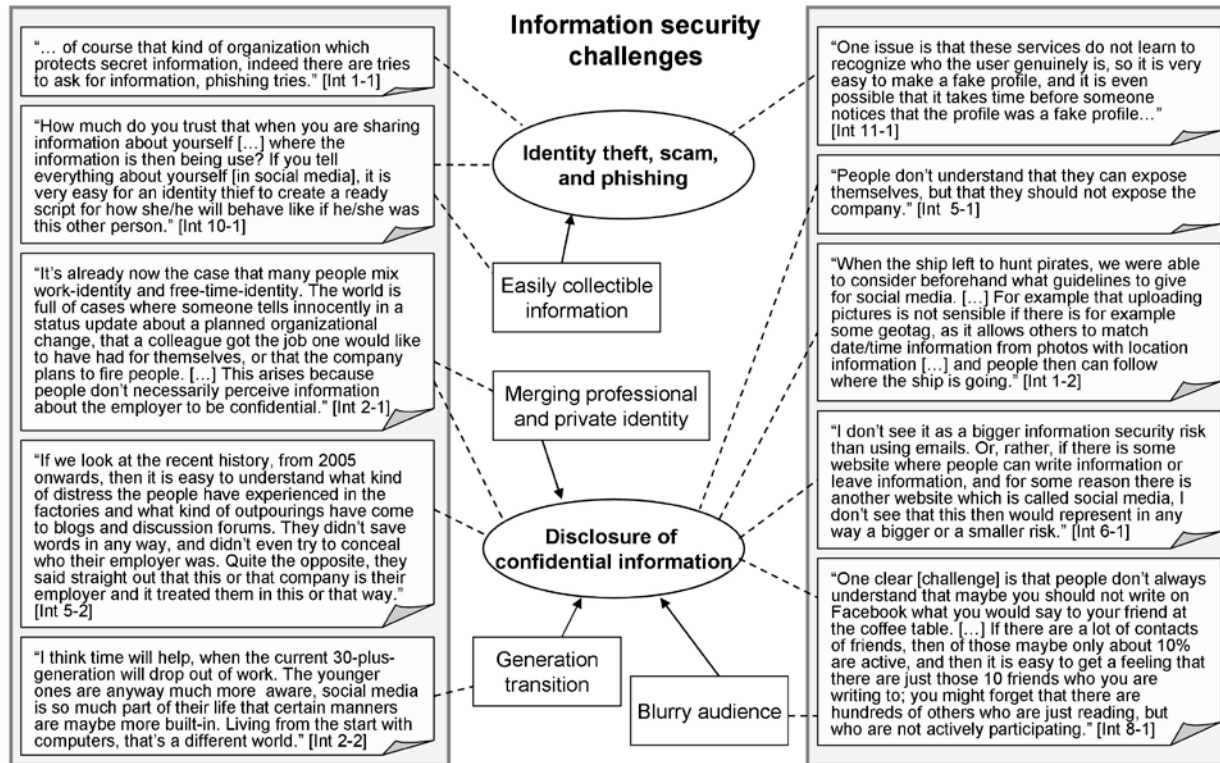 Information security
challenges
“... of course that kind of organization which
protects secret information, indeed there are tries
to ask for information, phishing tries.” [Int 1-1]
“How much do you trust that when you are sharing
information about yourself [...] where the
information is then being use? If you tell
everything about yourself [in social media], it is
very easy for an identity thief to create a ready
script for how she/he will behave like if he/she was
this other person.” [Int 10-1]
“It’s already now the case that many people mix
work-identity and free-time-identity. The world is
full of cases where someone tells innocently in a
status update about a planned organizational
change, that a colleague got the job one would like
to have had for themselves, or that the company
plans to fire people. [...] This arises because
people don’t necessarily perceive information
about the employer to be confidential.” [Int 2-1]
“If we look at the recent history, from 2005
onwards, then it is easy to understand what kind
of distress the people have experienced in the
factories and what kind of outpourings have come
to blogs and discussion forums. They didn’t save
words in any way, and didn’t even try to conceal
who their employer was. Quite the opposite, they
said straight out that this or that company is their
employer and it treated them in this or that way.”
[Int 5-2]
“I think time will help, when the current 30-plus-
generation will drop out of work. The younger
ones are anyway much more aware, social media
is so much part of their life that certain manners
are maybe more built-in. Living from the start with
computers, that’s a different world.” [Int 2-2]
Identity theft, scam,
and phishing
Easily collectible
information
Merging professional
and private identity
Disclosure of
confidential information
Generation
transition
Blurry audience
“One issue is that these services do not learn to
recognize who the user genuinely is, so it is very
easy to make a fake profile, and it is even
possible that it takes time before someone
notices that the profile was a fake profile...”
[Int 11-1]
“People don’t understand that they can expose
themselves, but that they should not expose the
company.” [Int 5-1]
“When the ship left to hunt pirates, we were able
to consider beforehand what guidelines to give
for social media. [...] For example that uploading
pictures is not sensible if there is for example
some geotag, as it allows others to match
date/time information from photos with location
information [...] and people then can follow
where the ship is going.” [Int 1-2]
“I don’t see it as a bigger information security risk
than using emails. Or, rather, if there is some
website where people can write information or
leave information, and for some reason there is
another website which is called social media, I
don’t see that this then would represent in any
way a bigger or a smaller risk.” [Int 6-1]
“One clear [challenge] is that people don’t always
understand that maybe you should not write on
Facebook what you would say to your friend at
the coffee table. [...] If there are a lot of contacts
of friends, then of those maybe only about 10%
are active, and then it is easy to get a feeling that
there are just those 10 friends who you are
writing to; you might forget that there are
hundreds of others who are just reading, but
who are not actively participating.” [Int 8-1]